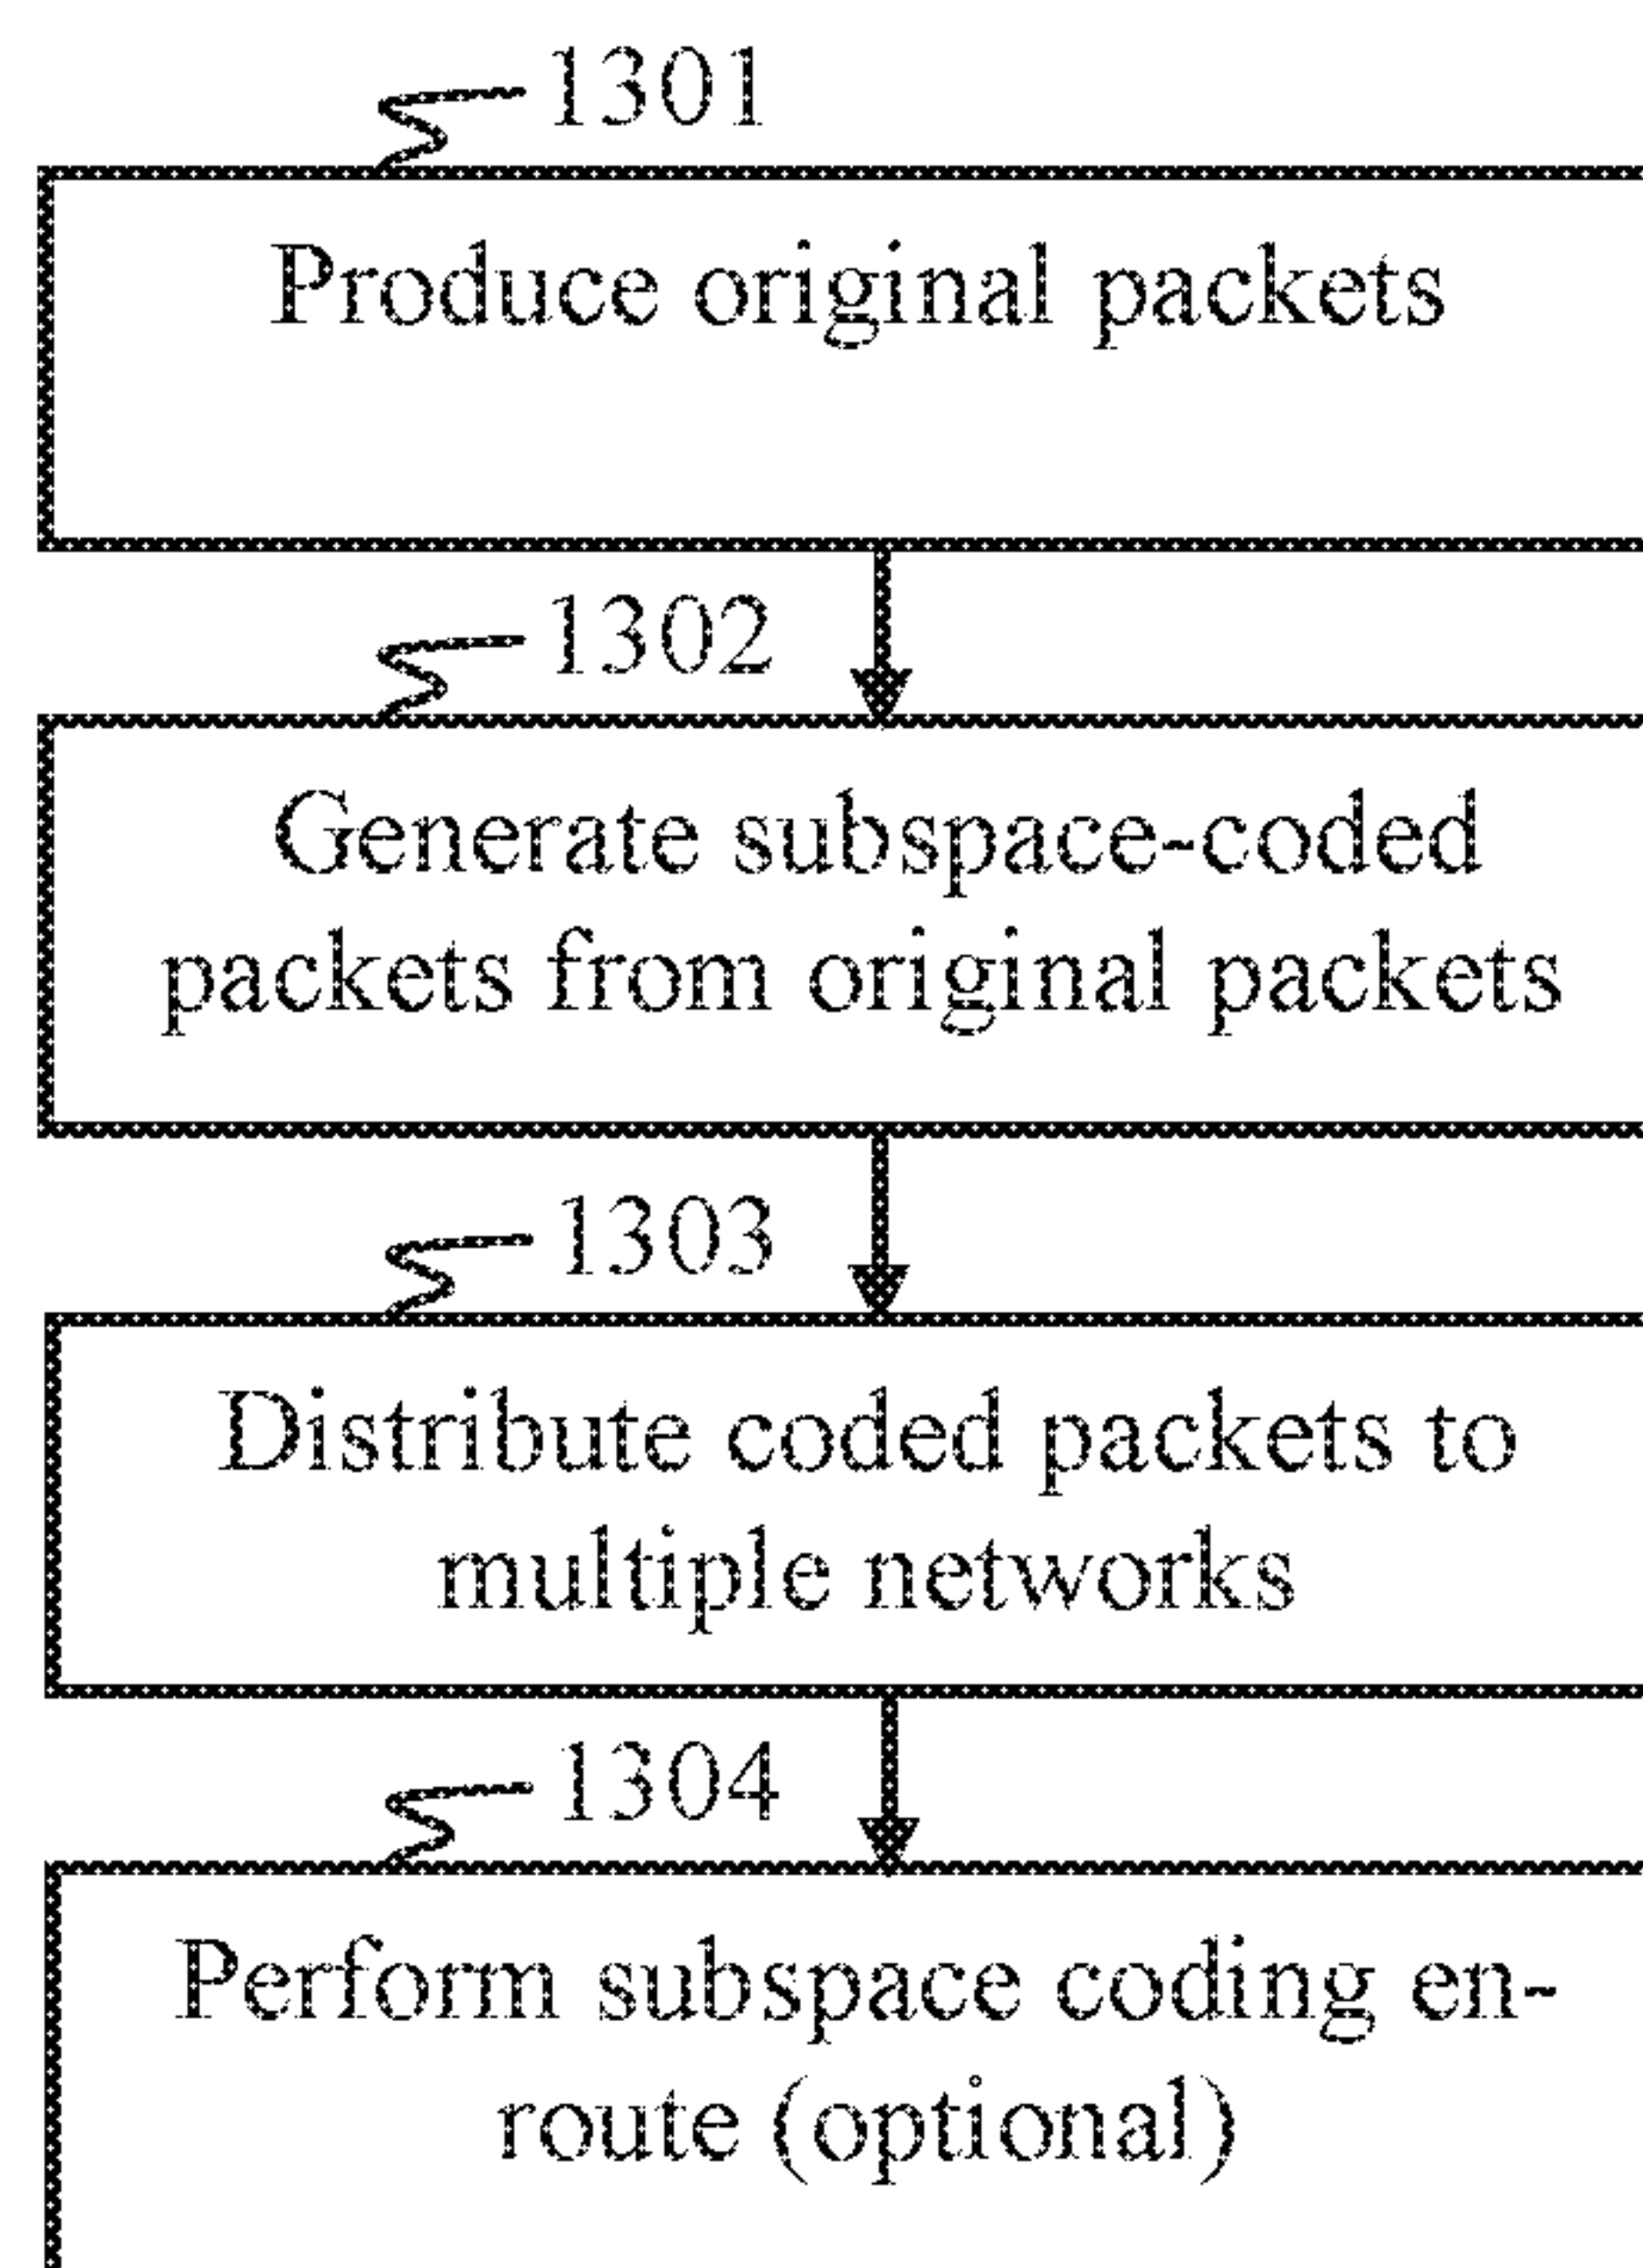 1301
Produce original packets
1302
Generate subspace-coded
packets from original packets
1303
Distribute coded packets to
multiple networks
1304
Perform subspace coding en-
route (optional)